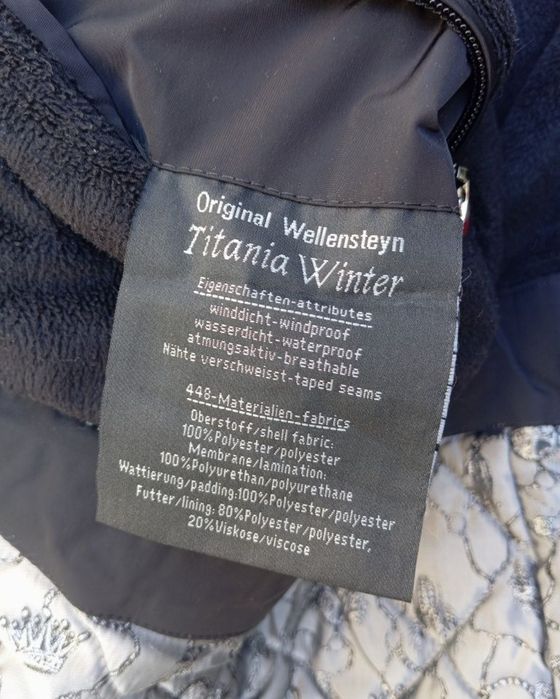 Original Wellensteyn
Titania Winter
Eigenschaften-attributes
winddicht-windproof
wasserdicht-waterproof
atmungsaktiv-breathable
Nähte verschweisst-taped seams
448-Materialien-fabrics
Oberstoff/shell fabric:
100%Polyester/polyester
Membrane/lamination:
100%Polyurethan/polyurethane
Wattierung/padding:100%Polyester/polyester
Futter/lining: 80%Polyester/polyester,
20%Viskose/viscose